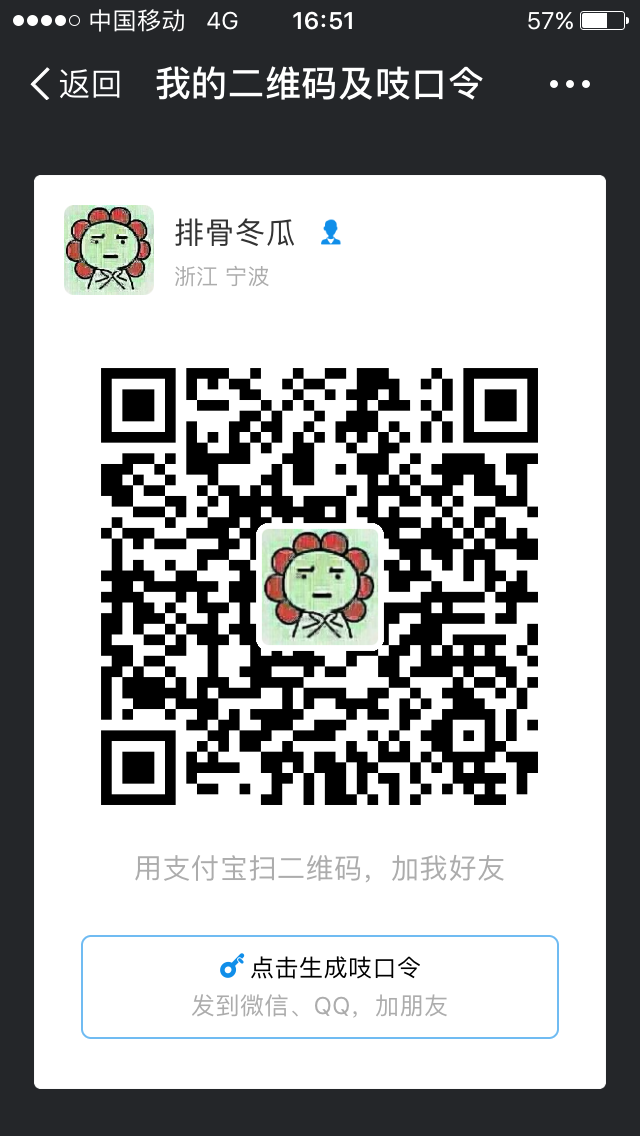 中国移动 4G 16:51 57%
返回 我的二维码及吱口令
排骨冬瓜
浙江 宁波
用支付宝扫二维码，加我好友
点击生成吱口令
发到微信、QQ，加朋友